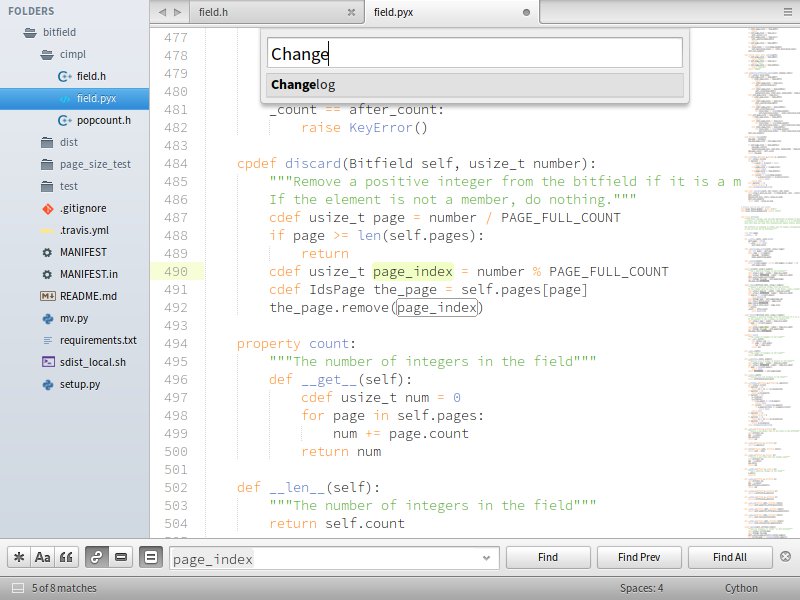 FOLDERS
bitfield
cimpl
field.h
field.pyx
popcount.h
dist
page_size_test
test
.gitignore
.travis.yml
MANIFEST
MANIFEST.in
README.md
mv.py
requirements.txt
sdist_local.sh
setup.py
field.h
field.pyx
Change
Changelog
477
478
479
480
481 _count == after_count:
482 raise KeyError()
483
484 cpdef discard(Bitfield self, usize_t number):
485 """Remove a positive integer from the bitfield if it is a m
486 If the element is not a member, do nothing."""
487 cdef usize_t page = number / PAGE_FULL_COUNT
488 if page >= len(self.pages):
489 return
490 cdef usize_t page_index = number % PAGE_FULL_COUNT
491 cdef IdsPage the_page = self.pages[page]
492 the_page.remove(page_index)
493
494 property count:
495 """The number of integers in the field"""
496 def __get__(self):
497 cdef usize_t num = 0
498 for page in self.pages:
499 num += page.count
500 return num
501
502 def __len__(self):
503 """The number of integers in the field"""
504 return self.count
Aa
page_index
Find
Find Prev
Find All
5 of 8 matches
Spaces: 4
Cython